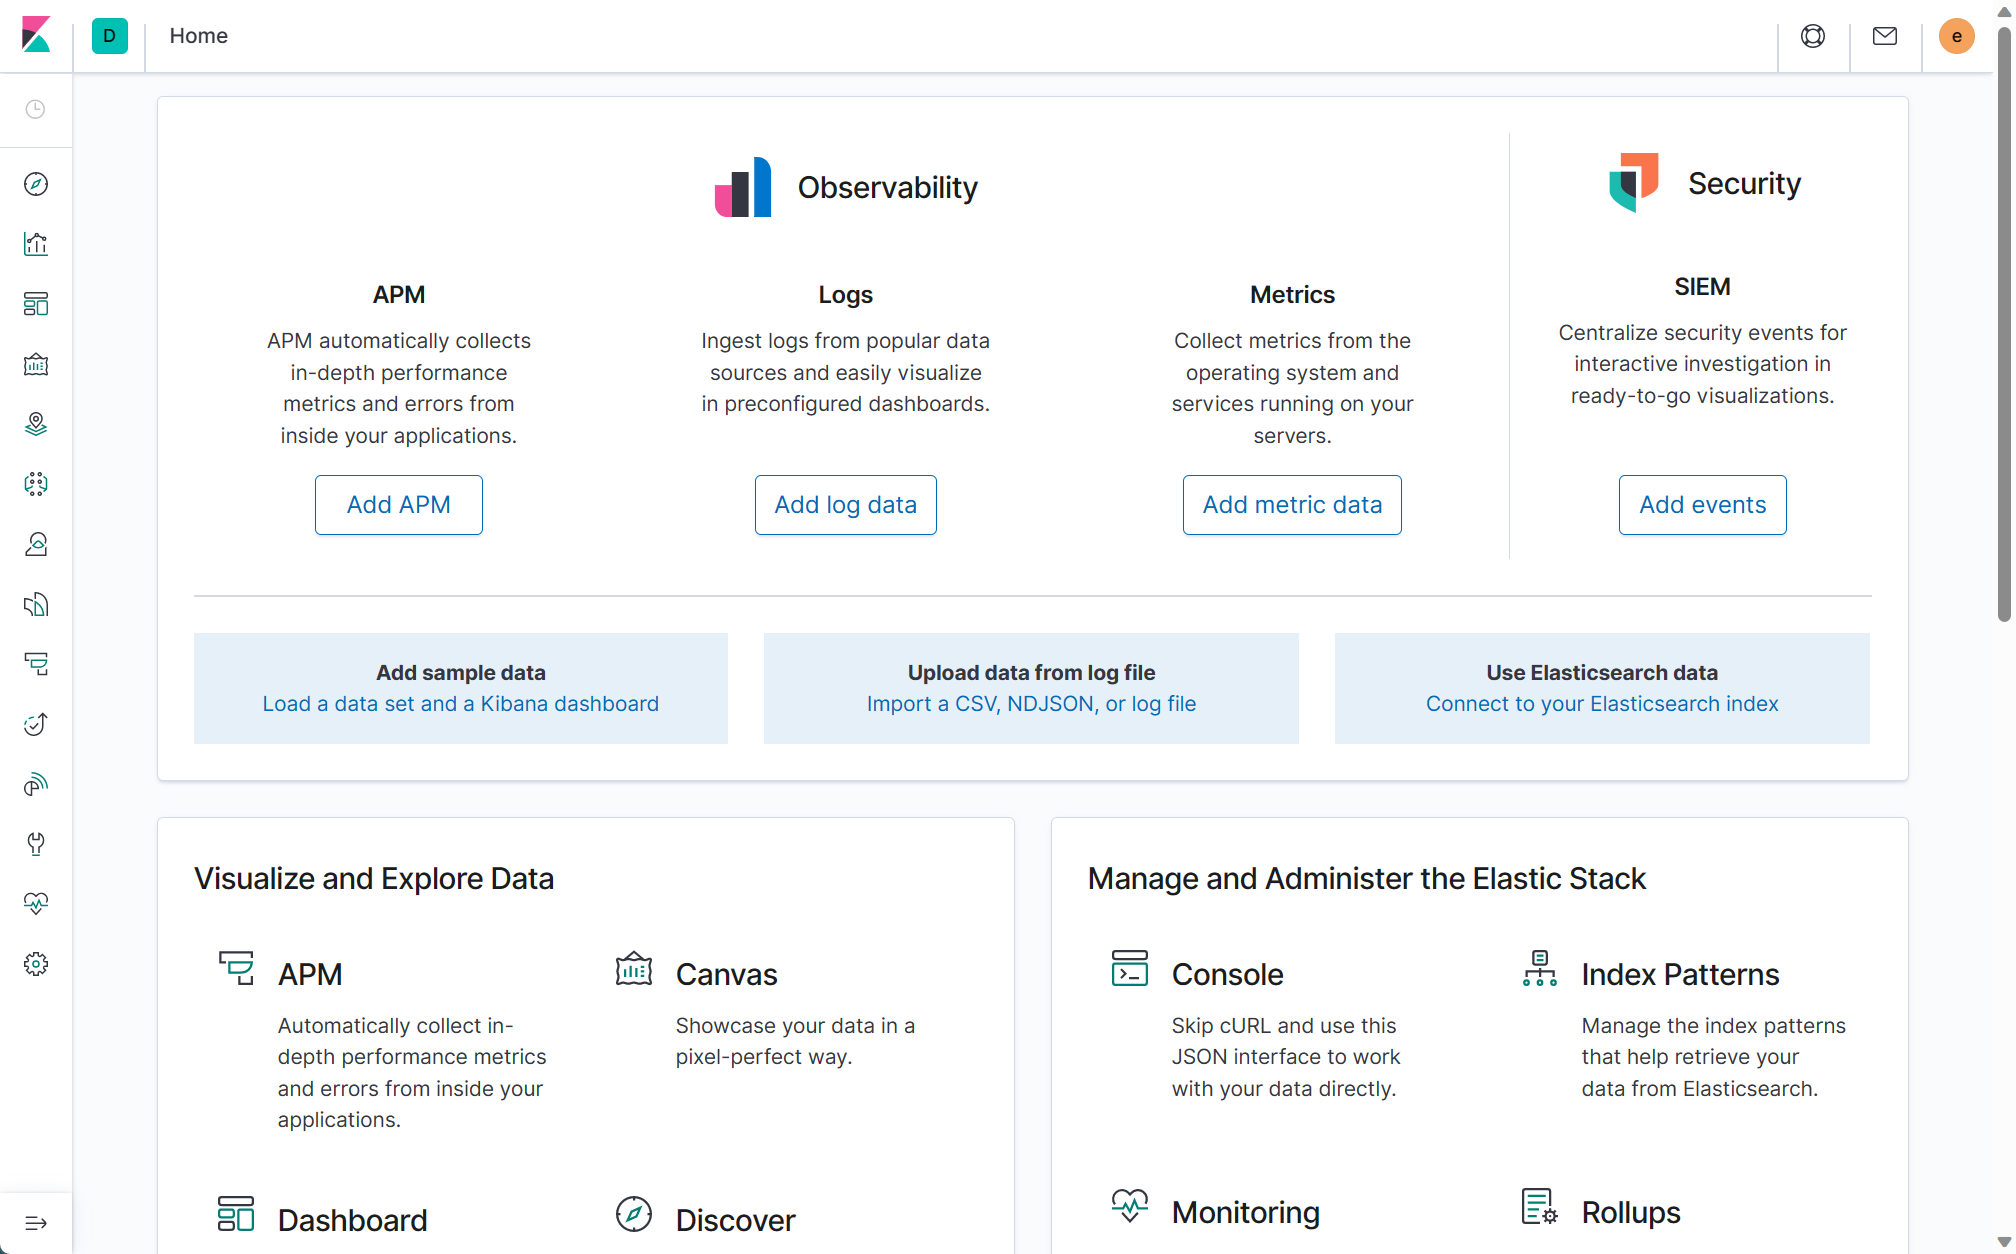 D
Home
e
Observability
Security
APM
APM automatically collects
in-depth performance
metrics and errors from
inside your applications.
Add APM
Logs
Ingest logs from popular data
sources and easily visualize
in preconfigured dashboards.
Add log data
Metrics
Collect metrics from the
operating system and
services running on your
servers.
Add metric data
SIEM
Centralize security events for
interactive investigation in
ready-to-go visualizations.
Add events
Add sample data
Load a data set and a Kibana dashboard
Upload data from log file
Import a CSV, NDJSON, or log file
Use Elasticsearch data
Connect to your Elasticsearch index
Visualize and Explore Data
APM
Automatically collect in-
depth performance metrics
and errors from inside your
applications.
Canvas
Showcase your data in a
pixel-perfect way.
Dashboard
Discover
Manage and Administer the Elastic Stack
Console
Skip cURL and use this
JSON interface to work
with your data directly.
Index Patterns
Manage the index patterns
that help retrieve your
data from Elasticsearch.
Monitoring
Rollups